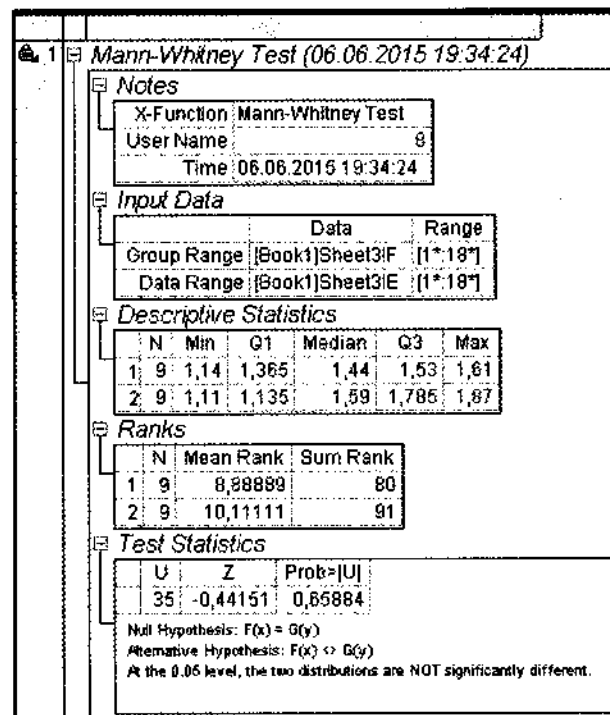 1 Mann-Whitney Test (06.06.2015 19:34:24)
Notes
X-Function Mann-Whitney Test
User Name 8
Time 06.06.2015 19:34:24
Input Data
Data Range
Group Range [Book1]Sheet3!F [1*:18*]
Data Range [Book1]Sheet3!E [1*:18*]
Descriptive Statistics
N Min Q1 Median Q3 Max
1 9 1,14 1,365 1,44 1,53 1,61
2 9 1,11 1,135 1,59 1,785 1,87
Ranks
N Mean Rank Sum Rank
1 9 8,88889 80
2 9 10,11111 91
Test Statistics
U Z Prob>|U|
35 -0,44151 0,65884
Null Hypothesis: F(x) = G(y)
Alternative Hypothesis: F(x) <> G(y)
At the 0.05 level, the two distributions are NOT significantly different.